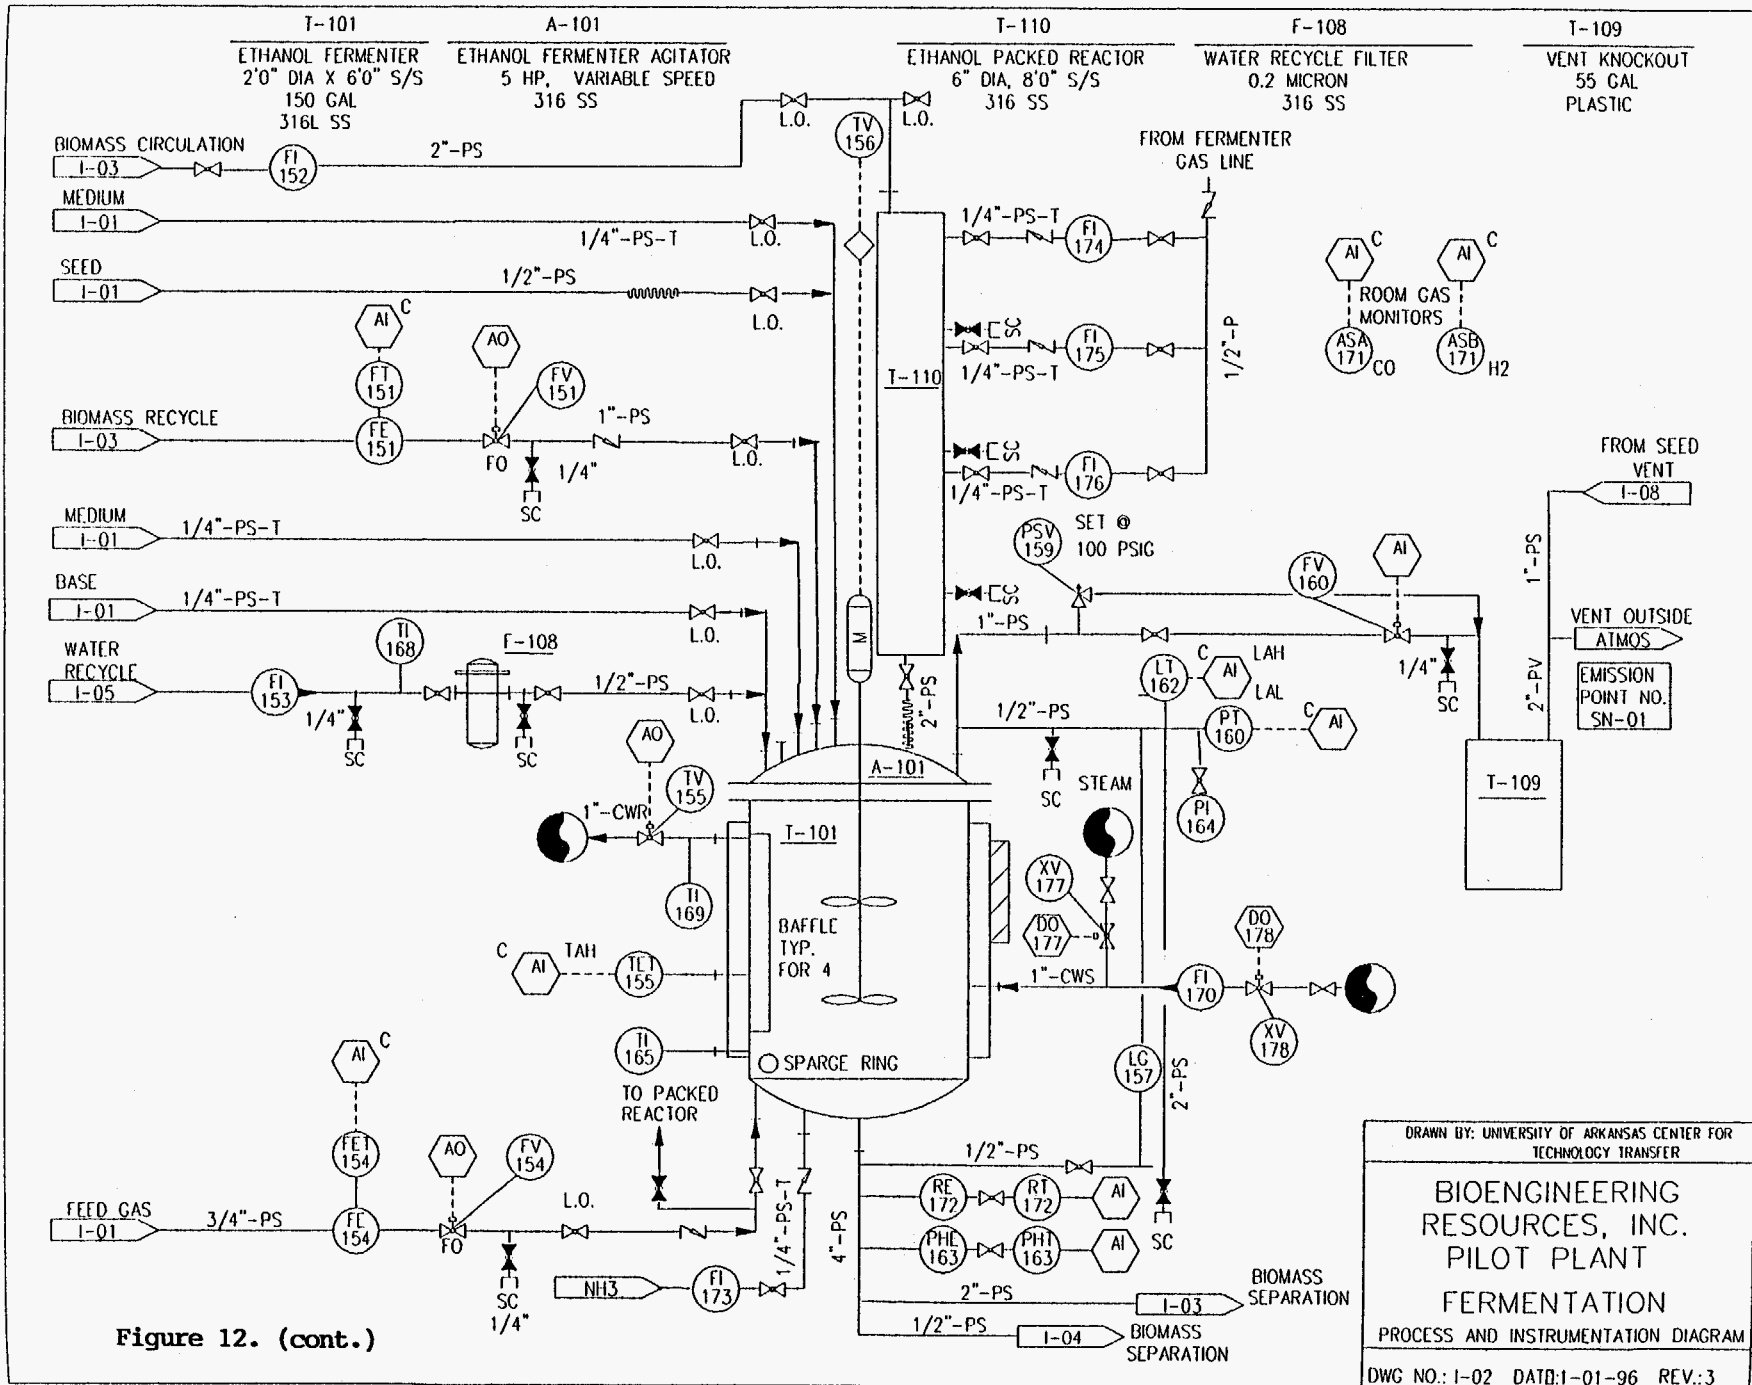 T-101
ETHANOL FERMENTER
2'0" DIA X 6'0" S/S
150 GAL
316L SS
A-101
ETHANOL FERMENTER AGITATOR
5 HP, VARIABLE SPEED
316 SS
T-110
ETHANOL PACKED REACTOR
6" DIA, 8'0" S/S
316 SS
F-108
WATER RECYCLE FILTER
0.2 MICRON
316 SS
T-109
VENT KNOCKOUT
55 GAL
PLASTIC
BIOMASS CIRCULATION
I-03
FI
152
2"-PS
L.O.
L.O.
TV
156
FROM FERMENTER
GAS LINE
MEDIUM
I-01
1/4"-PS-T
L.O.
SEED
I-01
1/2"-PS
L.O.
1/4"-PS-T
FI
174
SC
FI
175
1/4"-PS-T
1/2"-P
SC
FI
176
1/4"-PS-T
SC
T-110
AI
C
AI
C
ROOM GAS
MONITORS
ASA
171
CO
ASB
171
H2
AI
C
FT
151
AO
FV
151
BIOMASS RECYCLE
I-03
FE
151
FO
1"-PS
1/4"
SC
L.O.
FROM SEED
VENT
I-08
MEDIUM
I-01
1/4"-PS-T
L.O.
PSV
159
SET @
100 PSIG
FV
160
AI
1"-PS
BASE
I-01
1/4"-PS-T
L.O.
M
1"-PS
1/4"
SC
VENT OUTSIDE
ATMOS
2"-PV
EMISSION
POINT NO.
SN-01
WATER
RECYCLE
I-05
FI
153
TI
168
F-108
1/4"
SC
SC
1/2"-PS
L.O.
2"-PS
LT
162
C
AI
LAH
LAL
1/2"-PS
PT
160
C
AI
SC
PI
164
AO
TV
155
A-101
STEAM
T-109
1"-CWR
T-101
TI
169
XV
177
DO
177
BAFFLE
TYP.
FOR 4
C
AI
TAH
TET
155
1"-CWS
FI
170
DO
178
XV
178
TI
165
SPARGE RING
LG
157
2"-PS
AI
C
TO PACKED
REACTOR
FET
154
AO
FV
154
FEED GAS
I-01
3/4"-PS
FE
154
FO
L.O.
SC
1/4"
1/4"-PS-T
NH3
FI
173
4"-PS
1/2"-PS
RE
172
RT
172
AI
PHE
163
PHT
163
AI
SC
2"-PS
I-03
BIOMASS
SEPARATION
1/2"-PS
I-04
BIOMASS
SEPARATION
Figure 12. (cont.)
DRAWN BY: UNIVERSITY OF ARKANSAS CENTER FOR
TECHNOLOGY TRANSFER
BIOENGINEERING
RESOURCES, INC.
PILOT PLANT
FERMENTATION
PROCESS AND INSTRUMENTATION DIAGRAM
DWG NO.: I-02 DATD:1-01-96 REV.:3